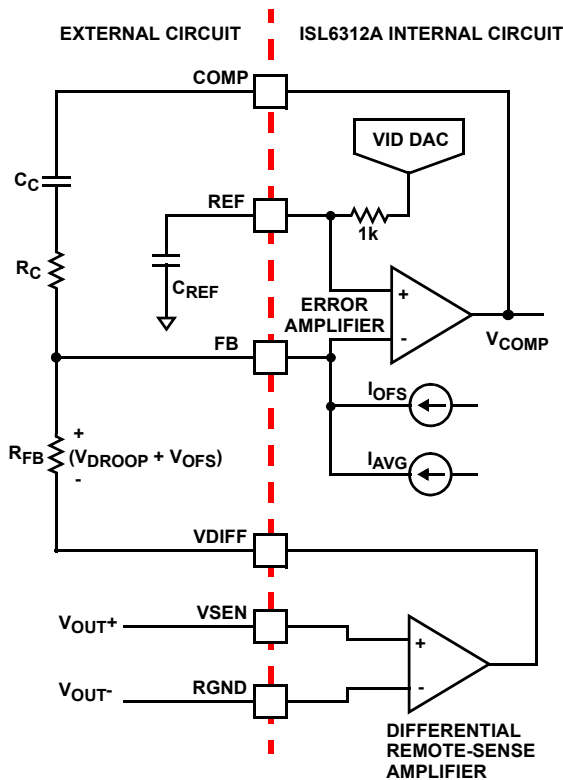 EXTERNAL CIRCUIT
ISL6312A INTERNAL CIRCUIT
COMP
VID DAC
CC
REF
1k
RC
CREF
ERROR
AMPLIFIER
+
-
VCOMP
FB
IOFS
+
RFB
(VDROOP + VOFS)
-
IAVG
VDIFF
VOUT+
VSEN
+
VOUT-
RGND
-
DIFFERENTIAL
REMOTE-SENSE
AMPLIFIER